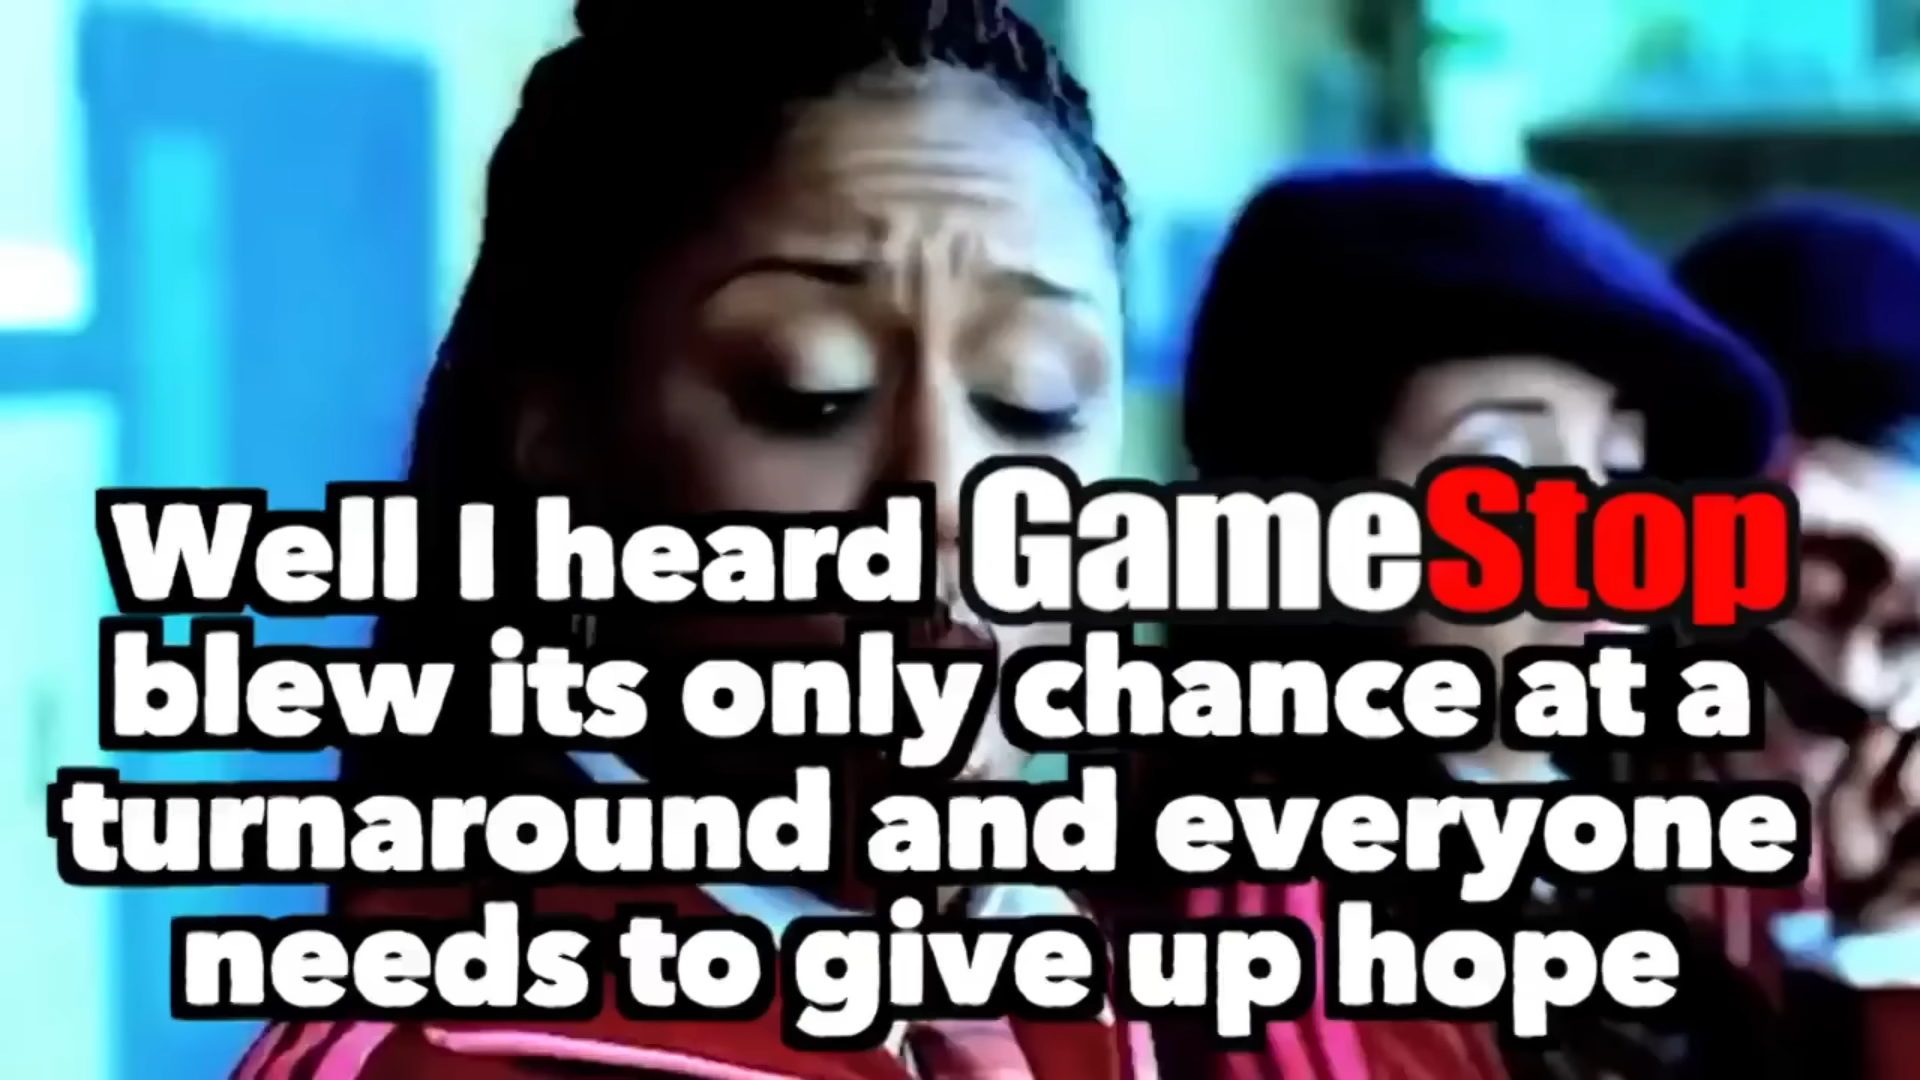 Well I heard GameStop
blew its only chance at a
turnaround and everyone
needs to give up hope